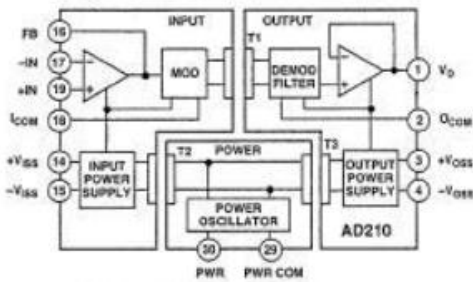 INPUT
OUTPUT
FB 16
T1
-IN 17
MOD
DEMOD
FILTER
1 VO
+IN 19
ICOM 18
2 OCOM
T2
POWER
T3
+VISS 14
INPUT
POWER
SUPPLY
OUTPUT
POWER
SUPPLY
3 +VOSS
-VISS 15
4 -VOSS
POWER
OSCILLATOR
AD210
30
29
PWR
PWR COM